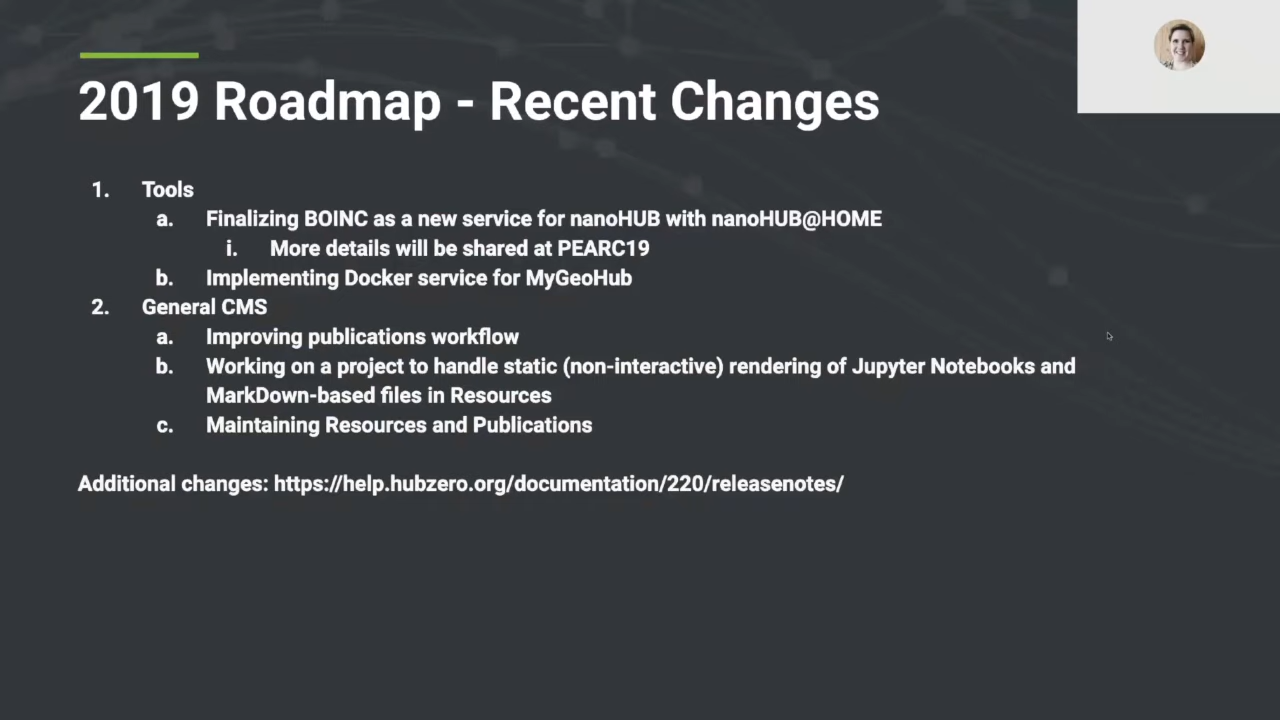 2019 Roadmap - Recent Changes
1. Tools
a. Finalizing BOINC as a new service for nanoHUB with nanoHUB@HOME
i. More details will be shared at PEARC19
b. Implementing Docker service for MyGeoHub
2. General CMS
a. Improving publications workflow
b. Working on a project to handle static (non-interactive) rendering of Jupyter Notebooks and
MarkDown-based files in Resources
c. Maintaining Resources and Publications
Additional changes: https://help.hubzero.org/documentation/220/releasenotes/